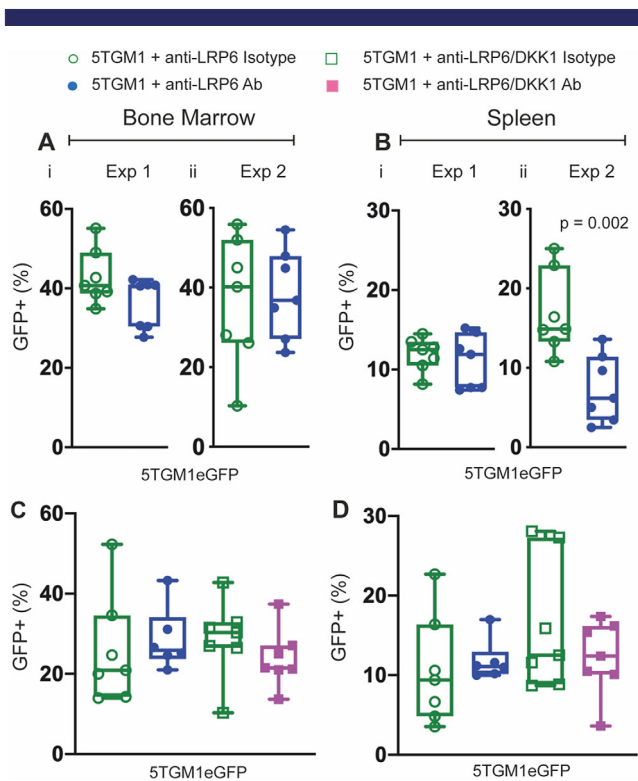 5TGM1 + anti-LRP6 Isotype
5TGM1 + anti-LRP6/DKK1 Isotype
5TGM1 + anti-LRP6 Ab
5TGM1 + anti-LRP6/DKK1 Ab
Bone Marrow
Spleen
A
B
i Exp 1 ii Exp 2
i Exp 1 ii Exp 2
60
40
20
0
GFP+ (%)
60
40
20
0
30
20
10
0
GFP+ (%)
30
20
10
0
p = 0.002
5TGM1eGFP
5TGM1eGFP
C
60
40
20
0
GFP+ (%)
5TGM1eGFP
D
30
20
10
0
GFP+ (%)
5TGM1eGFP